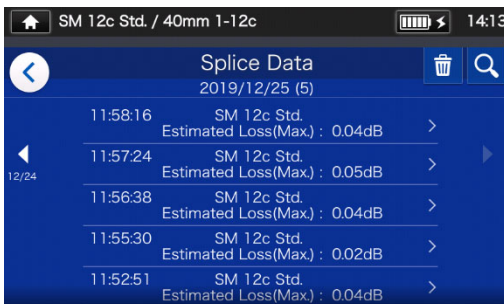 SM 12c Std. / 40mm 1-12c
14:13
Splice Data
2019/12/25 (5)
11:58:16 SM 12c Std.
Estimated Loss(Max.) : 0.04dB
11:57:24 SM 12c Std.
Estimated Loss(Max.) : 0.05dB
12/24
11:56:38 SM 12c Std.
Estimated Loss(Max.) : 0.04dB
11:55:30 SM 12c Std.
Estimated Loss(Max.) : 0.02dB
11:52:51 SM 12c Std.
Estimated Loss(Max.) : 0.04dB